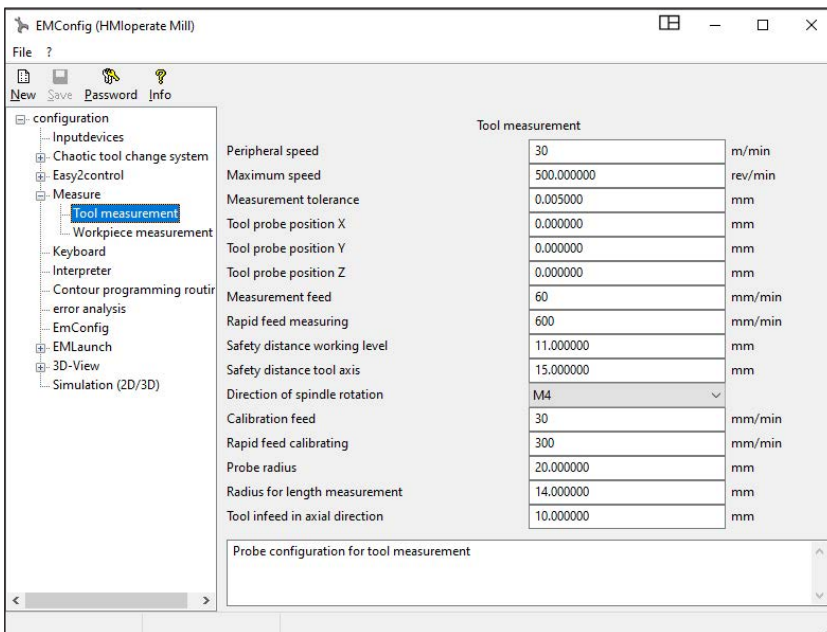 EMConfig (HMIoperate Mill)
File ?
New Save Password Info
configuration
Inputdevices
Chaotic tool change system
Easy2control
Measure
Tool measurement
Workpiece measurement
Keyboard
Interpreter
Contour programming routir
error analysis
EmConfig
EMLaunch
3D-View
Simulation (2D/3D)
Tool measurement
Peripheral speed 30 m/min
Maximum speed 500.000000 rev/min
Measurement tolerance 0.005000 mm
Tool probe position X 0.000000 mm
Tool probe position Y 0.000000 mm
Tool probe position Z 0.000000 mm
Measurement feed 60 mm/min
Rapid feed measuring 600 mm/min
Safety distance working level 11.000000 mm
Safety distance tool axis 15.000000 mm
Direction of spindle rotation M4
Calibration feed 30 mm/min
Rapid feed calibrating 300 mm/min
Probe radius 20.000000 mm
Radius for length measurement 14.000000 mm
Tool infeed in axial direction 10.000000 mm
Probe configuration for tool measurement